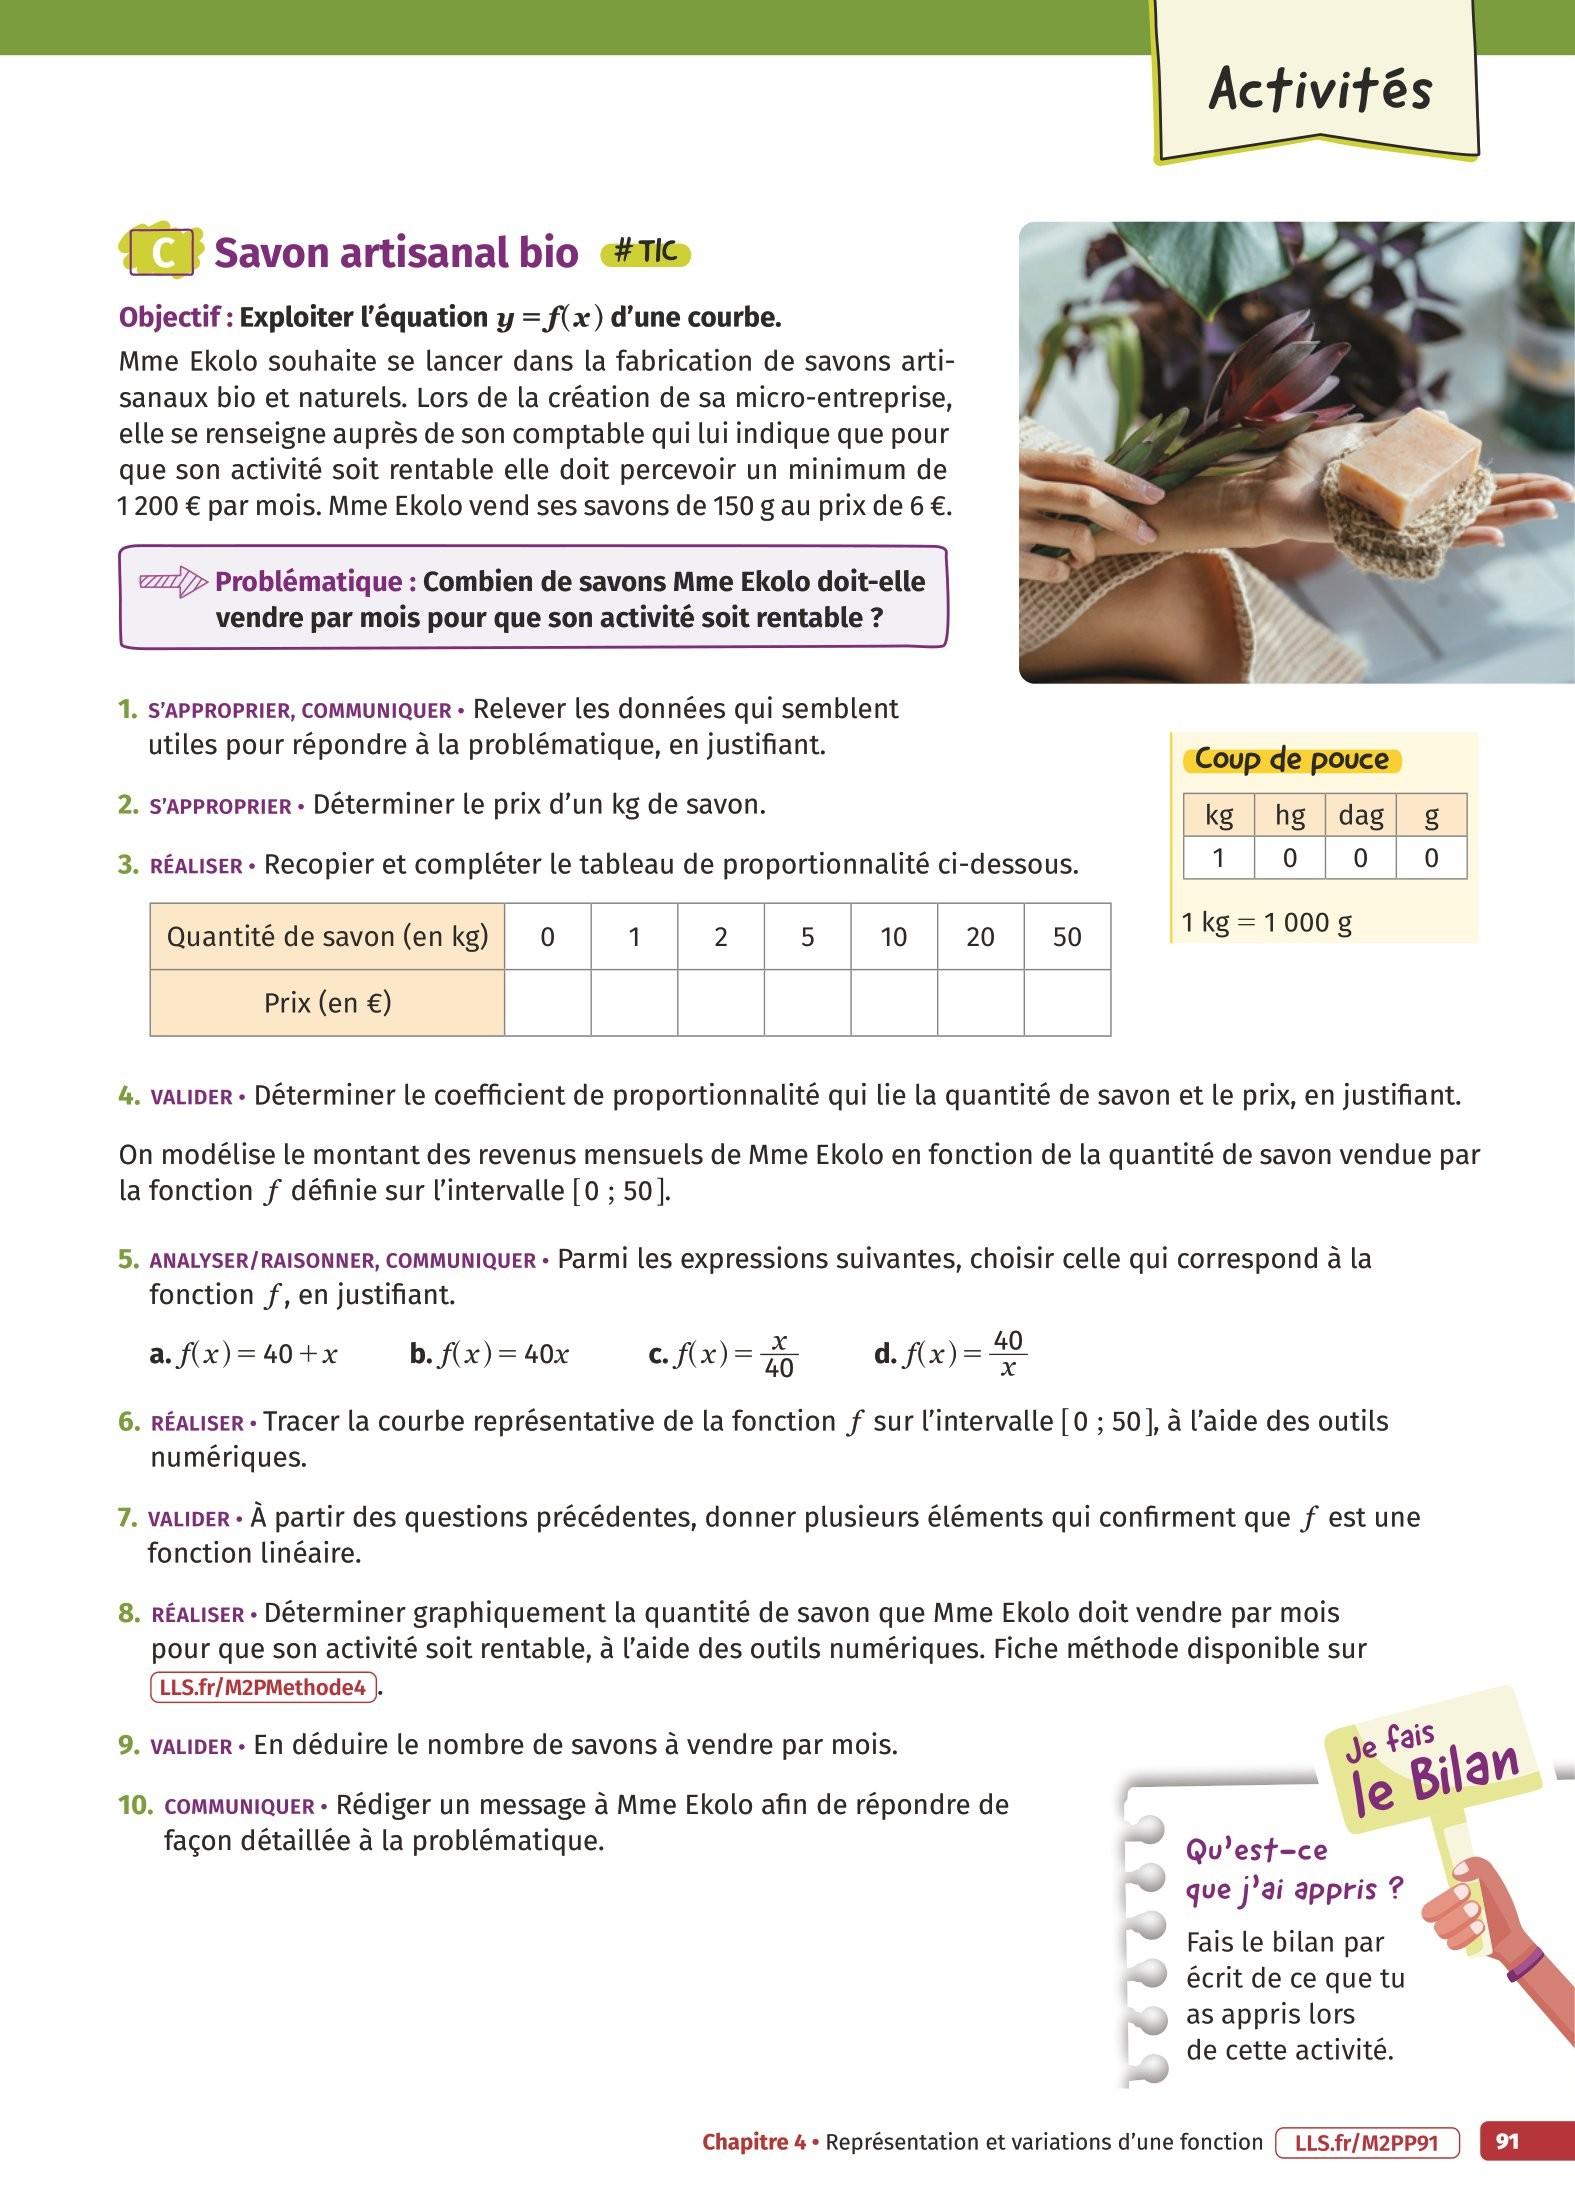 Activités
C Savon artisanal bio # TIC
Objectif : Exploiter l'équation y = f(x) d'une courbe.
Mme Ekolo souhaite se lancer dans la fabrication de savons arti-
sanaux bio et naturels. Lors de la création de sa micro-entreprise,
elle se renseigne auprès de son comptable qui lui indique que pour
que son activité soit rentable elle doit percevoir un minimum de
1 200 € par mois. Mme Ekolo vend ses savons de 150 g au prix de 6 €.
Problématique : Combien de savons Mme Ekolo doit-elle
vendre par mois pour que son activité soit rentable ?
1. S'APPROPRIER, COMMUNIQUER • Relever les données qui semblent
utiles pour répondre à la problématique, en justifiant.
2. S'APPROPRIER • Déterminer le prix d'un kg de savon.
3. RÉALISER • Recopier et compléter le tableau de proportionnalité ci-dessous.
Quantité de savon (en kg) 0 1 2 5 10 20 50
Prix (en €)
Coup de pouce
kg hg dag g
1 0 0 0
1 kg = 1 000 g
4. VALIDER • Déterminer le coefficient de proportionnalité qui lie la quantité de savon et le prix, en justifiant.
On modélise le montant des revenus mensuels de Mme Ekolo en fonction de la quantité de savon vendue par
la fonction f définie sur l'intervalle [0 ; 50].
5. ANALYSER/RAISONNER, COMMUNIQUER • Parmi les expressions suivantes, choisir celle qui correspond à la
fonction f, en justifiant.
a. f(x) = 40 + x b. f(x) = 40x c. f(x) = x/40 d. f(x) = 40/x
6. RÉALISER • Tracer la courbe représentative de la fonction f sur l'intervalle [0 ; 50], à l'aide des outils
numériques.
7. VALIDER • À partir des questions précédentes, donner plusieurs éléments qui confirment que f est une
fonction linéaire.
8. RÉALISER • Déterminer graphiquement la quantité de savon que Mme Ekolo doit vendre par mois
pour que son activité soit rentable, à l'aide des outils numériques. Fiche méthode disponible sur
LLS.fr/M2PMethode4.
9. VALIDER • En déduire le nombre de savons à vendre par mois.
10. COMMUNIQUER • Rédiger un message à Mme Ekolo afin de répondre de
façon détaillée à la problématique.
Je fais
le Bilan
Qu'est-ce
que j'ai appris ?
Fais le bilan par
écrit de ce que tu
as appris lors
de cette activité.
Chapitre 4 • Représentation et variations d'une fonction LLS.fr/M2PP91 91